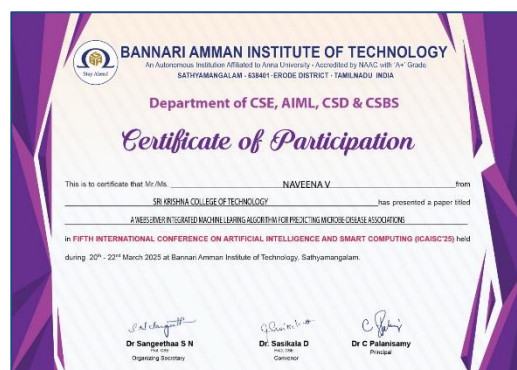 Stay Ahead
BANNARI AMMAN INSTITUTE OF TECHNOLOGY
An Autonomous Institution Affiliated to Anna University - Accredited by NAAC with 'A+' Grade
SATHYAMANGALAM - 638401 ERODE DISTRICT - TAMILNADU INDIA
Department of CSE, AIML, CSD & CSBS
Certificate of Participation
This is to certificate that Mr./Ms. NAVEENA V from
SRI KRISHNA COLLEGE OF TECHNOLOGY has presented a paper titled
A WEBSERVER INTEGRATED MACHINE LEARING ALGORITHM FOR PREDICTING MICROBE-DISEASE ASSOCIATIONS
in FIFTH INTERNATIONAL CONFERENCE ON ARTIFICIAL INTELLIGENCE AND SMART COMPUTING (ICAISC'25) held
during 20th - 22nd March 2025 at Bannari Amman Institute of Technology, Sathyamangalam.
Dr Sangeethaa S N Dr. Sasikala D Dr C Palanisamy
Organizing Secretary Convenor Principal